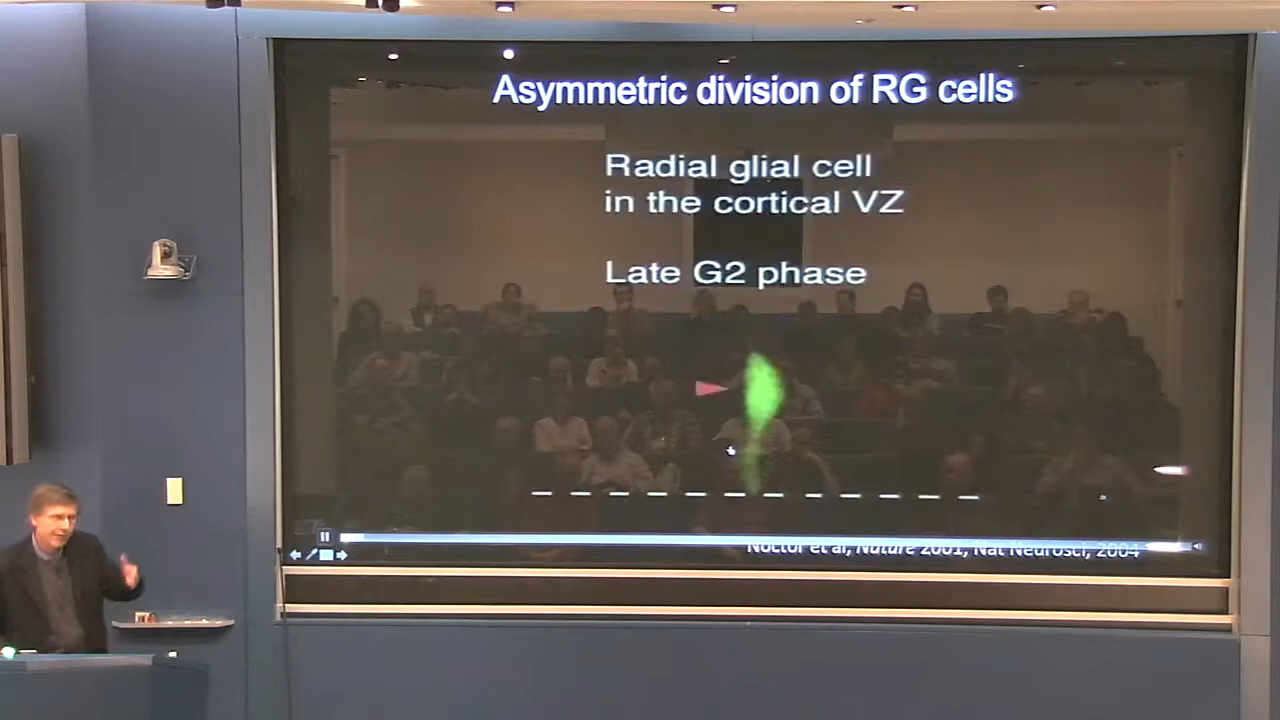 Asymmetric division of RG cells
Radial glial cell
in the cortical VZ
Late G2 phase
Noctor et al, Nature 2001, Nat Neurosci, 2004